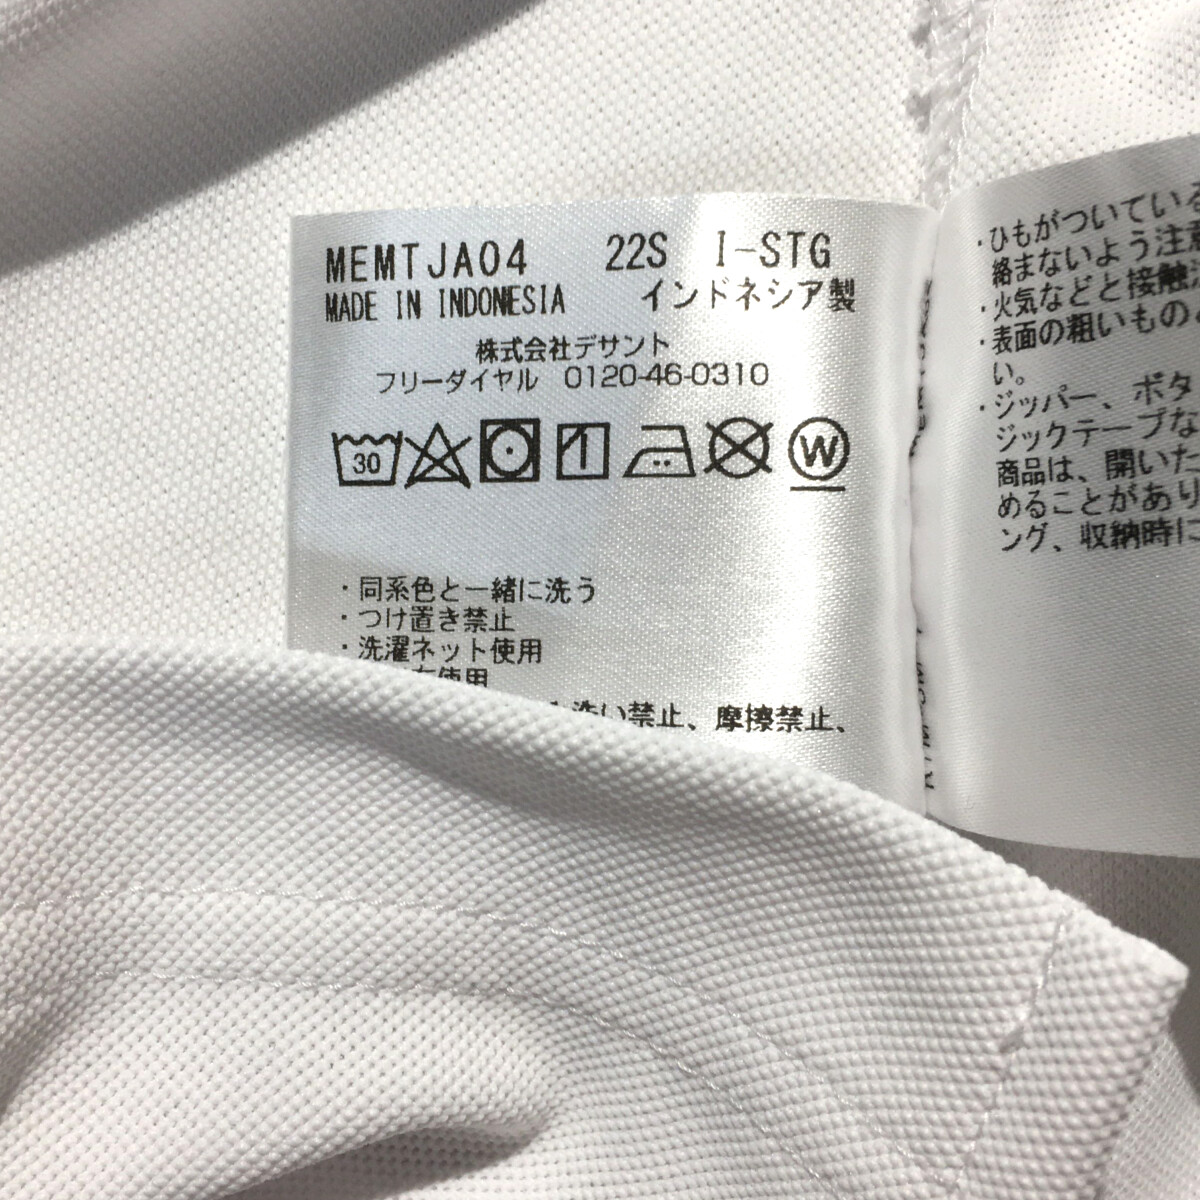 MEMTJA04 22S I-STG
MADE IN INDONESIA インドネシア製
株式会社デサント
フリーダイヤル 0120-46-0310
30 1 W
・同系色と一緒に洗う
・つけ置き禁止
・洗濯ネット使用
使用
洗い禁止、摩擦禁止、
・ひもがついている
絡まないよう注意
・火気などと接触
・表面の粗いもの
い。
・ジッパー、ボタ
ジックテープな
商品は、開いた
めることがあり
ング、収納時に